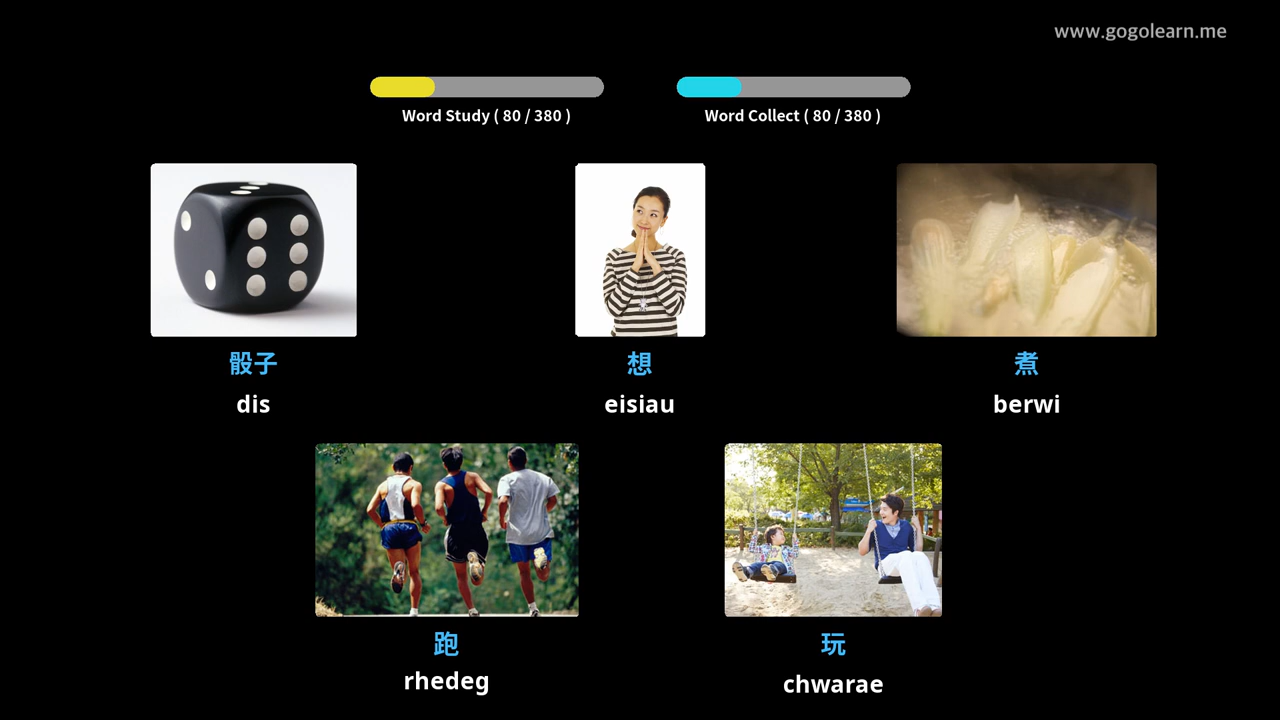 www.gogolearn.me
Word Study ( 80 / 380 )
Word Collect ( 80 / 380 )
骰子
dis
想
eisiau
煮
berwi
跑
rhedeg
玩
chwarae